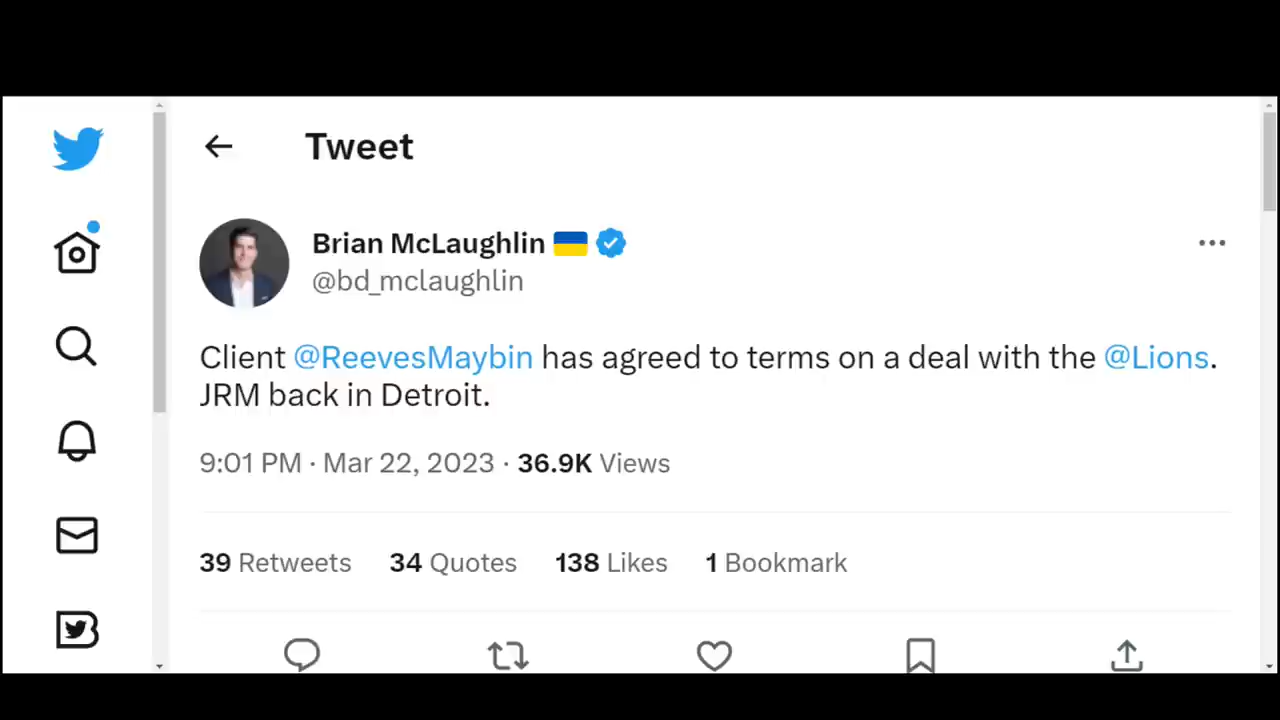 Tweet
Brian McLaughlin
@bd_mclaughlin
Client @ReevesMaybin has agreed to terms on a deal with the @Lions.
JRM back in Detroit.
9:01 PM · Mar 22, 2023 · 36.9K Views
39 Retweets 34 Quotes 138 Likes 1 Bookmark